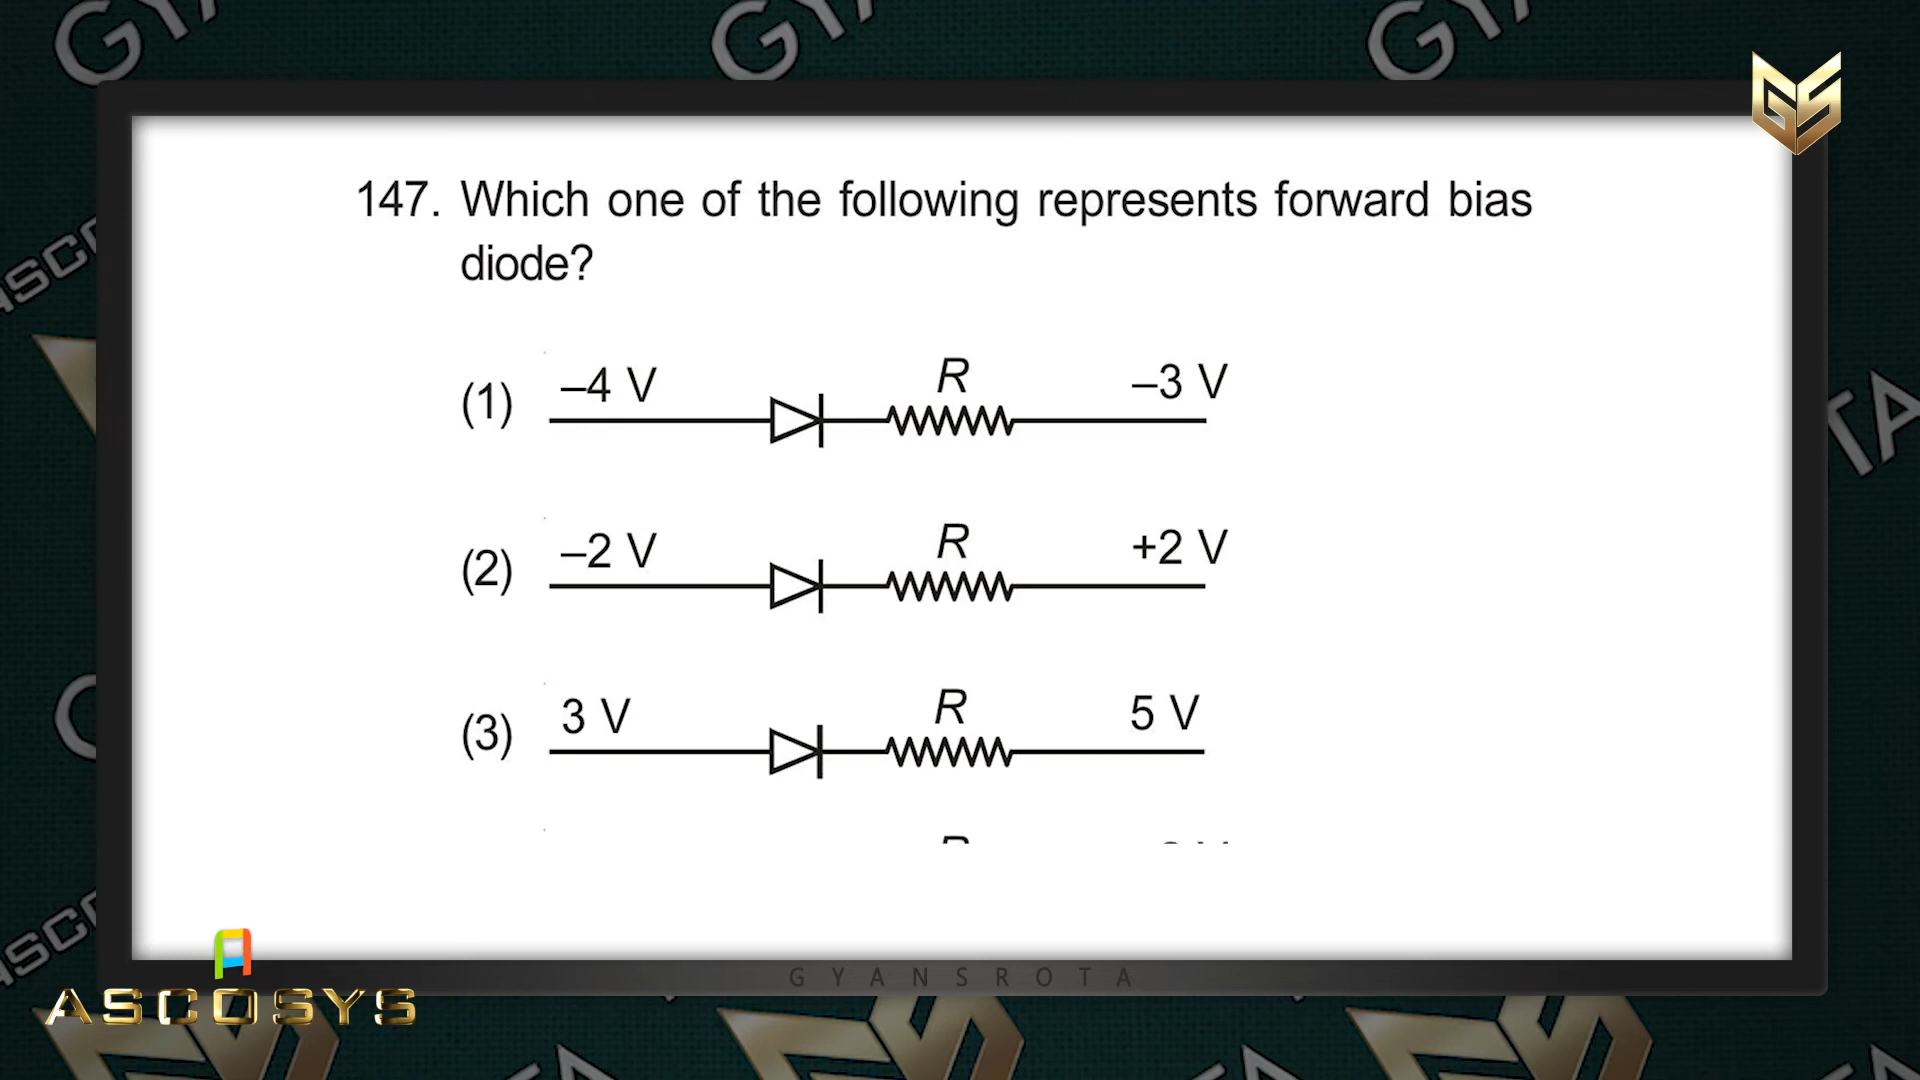 147. Which one of the following represents forward bias
diode?
(1) –4 V R –3 V
(2) –2 V R +2 V
(3) 3 V R 5 V
GYANSROTA
ASCOSYS